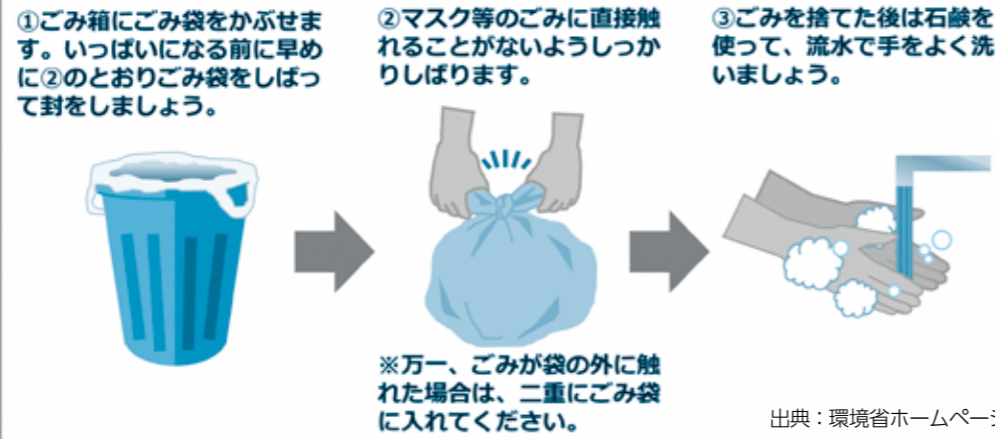 ①ごみ箱にごみ袋をかぶせま
す。いっぱいになる前に早め
に②のとおりごみ袋をしばっ
て封をしましょう。
②マスク等のごみに直接触
れることがないようしっか
りしばります。
※万一、ごみが袋の外に触
れた場合は、二重にごみ袋
に入れてください。
③ごみを捨てた後は石鹸を
使って、流水で手をよく洗
いましょう。
出典：環境省ホームページ